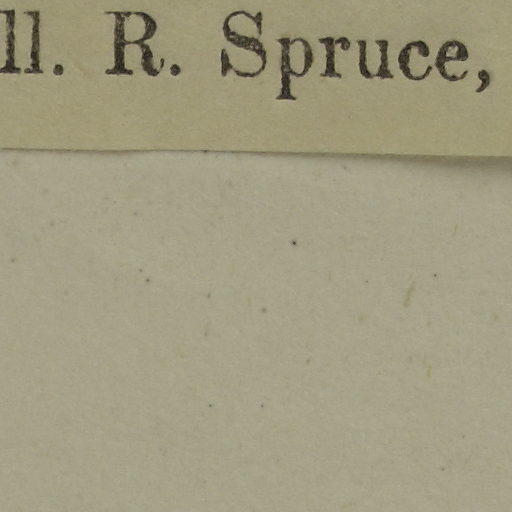 ll. R. Spruce,